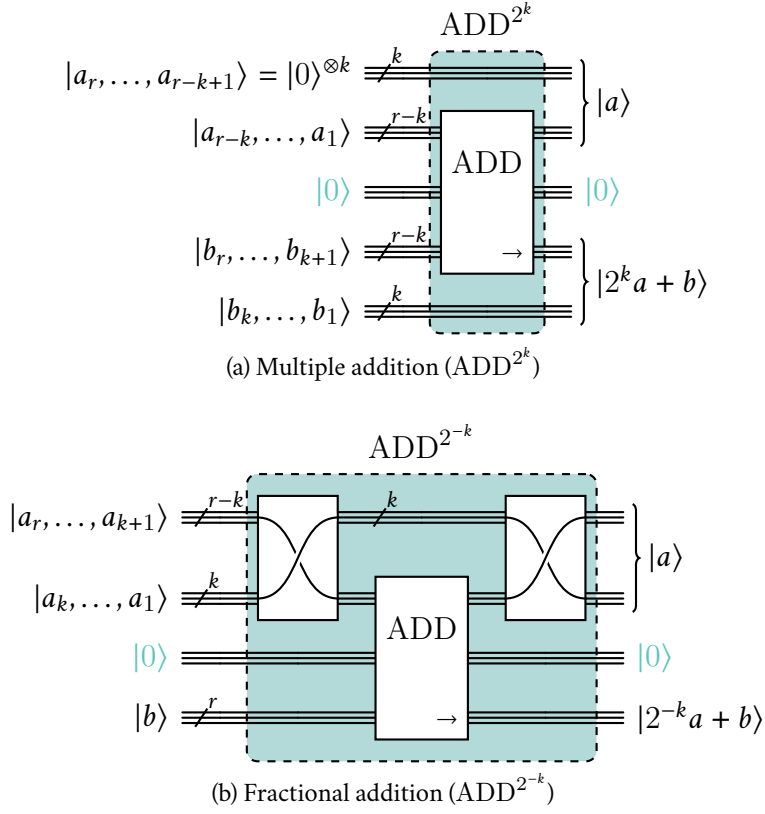 ADD^{2^k}
|a_r, …, a_{r−k+1}⟩ = |0⟩^{⊗k} k
|a⟩
|a_{r−k}, …, a_1⟩ r−k
ADD
|0⟩ |0⟩
|b_r, …, b_{k+1}⟩ r−k →
|2^k a + b⟩
|b_k, …, b_1⟩ k
(a) Multiple addition (ADD^{2^k})
ADD^{2^{−k}}
|a_r, …, a_{k+1}⟩ r−k k
|a⟩
|a_k, …, a_1⟩ k
ADD
|0⟩ |0⟩
|b⟩ r → |2^{−k} a + b⟩
(b) Fractional addition (ADD^{2^{−k}})